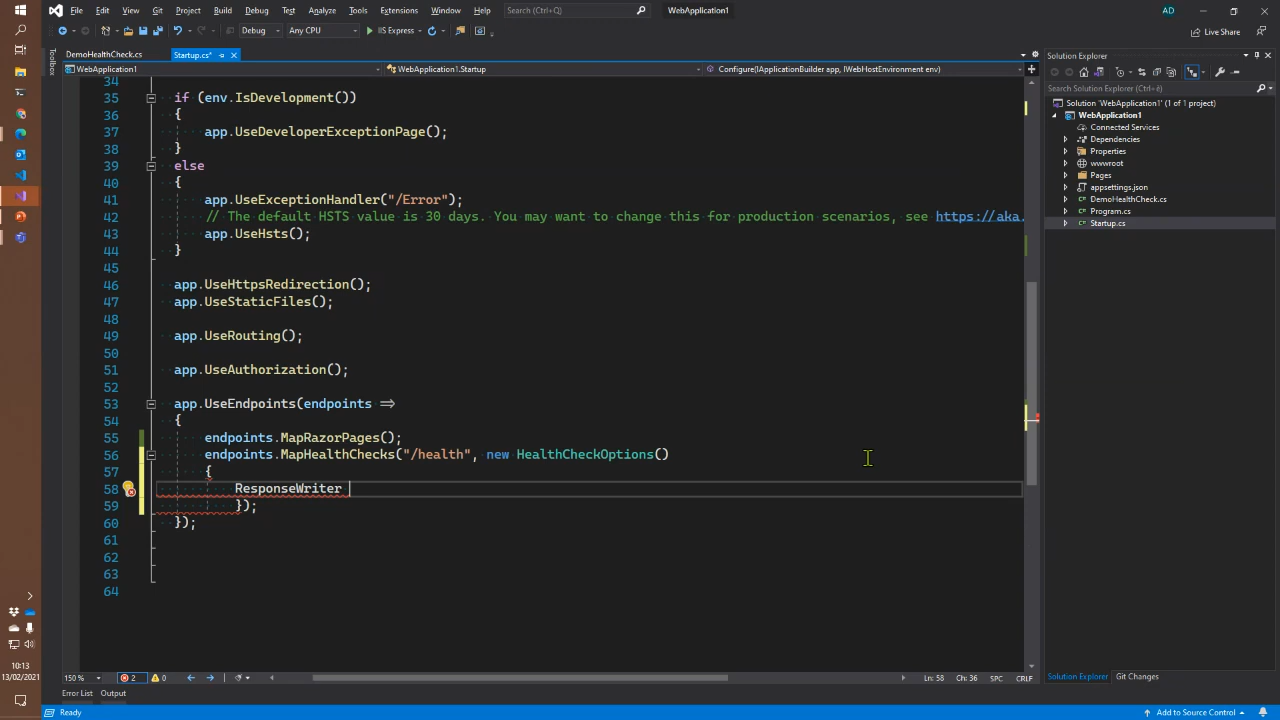 File Edit View Git Project Build Debug Test Analyze Tools Extensions Window Help Search (Ctrl+Q) WebApplication1 AD
Debug Any CPU IIS Express Live Share
Toolbox
DemoHealthCheck.cs Startup.cs*
WebApplication1 WebApplication1.Startup Configure(IApplicationBuilder app, IWebHostEnvironment env)
34
35 if (env.IsDevelopment())
36 {
37 app.UseDeveloperExceptionPage();
38 }
39 else
40 {
41 app.UseExceptionHandler("/Error");
42 // The default HSTS value is 30 days. You may want to change this for production scenarios, see https://aka.
43 app.UseHsts();
44 }
45
46 app.UseHttpsRedirection();
47 app.UseStaticFiles();
48
49 app.UseRouting();
50
51 app.UseAuthorization();
52
53 app.UseEndpoints(endpoints =>
54 {
55 endpoints.MapRazorPages();
56 endpoints.MapHealthChecks("/health", new HealthCheckOptions()
57 {
58 ResponseWriter
59 });
60 });
61
62
63
64
Solution Explorer
Search Solution Explorer (Ctrl+è)
Solution 'WebApplication1' (1 of 1 project)
WebApplication1
Connected Services
Dependencies
Properties
wwwroot
Pages
appsettings.json
DemoHealthCheck.cs
Program.cs
Startup.cs
150 % 2 0 Ln: 58 Ch: 36 SPC CRLF
Solution Explorer Git Changes
Error List Output
Ready Add to Source Control
10:13
13/02/2021